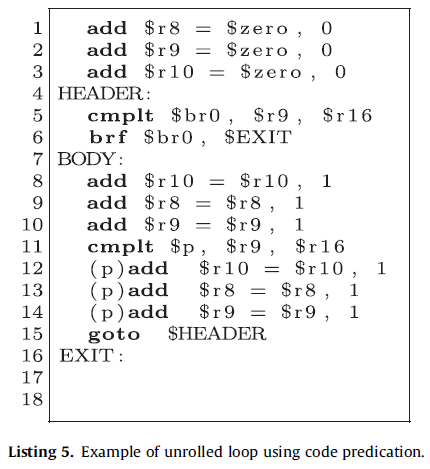 1 add $r8 = $zero, 0
2 add $r9 = $zero, 0
3 add $r10 = $zero, 0
4 HEADER:
5 cmplt $br0, $r9, $r16
6 brf $br0, $EXIT
7 BODY:
8 add $r10 = $r10, 1
9 add $r8 = $r8, 1
10 add $r9 = $r9, 1
11 cmplt $p, $r9, $r16
12 (p)add $r10 = $r10, 1
13 (p)add $r8 = $r8, 1
14 (p)add $r9 = $r9, 1
15 goto $HEADER
16 EXIT:
17
18
Listing 5. Example of unrolled loop using code predication.